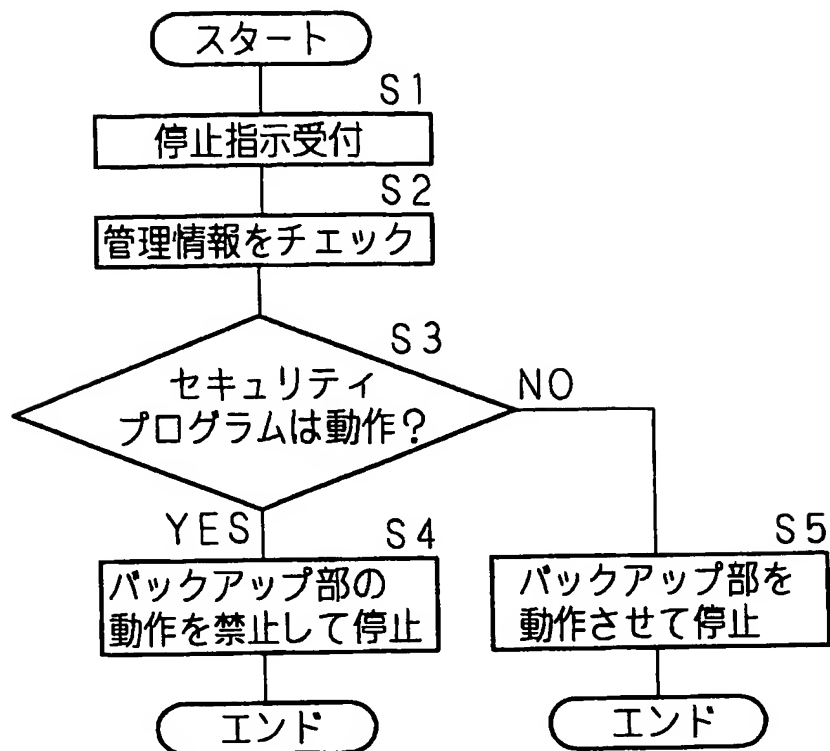 スタート
S1
停止指示受付
S2
管理情報をチェック
S3
セキュリティ
プログラムは動作？
NO
YES
S4
バックアップ部の
動作を禁止して停止
エンド
S5
バックアップ部を
動作させて停止
エンド